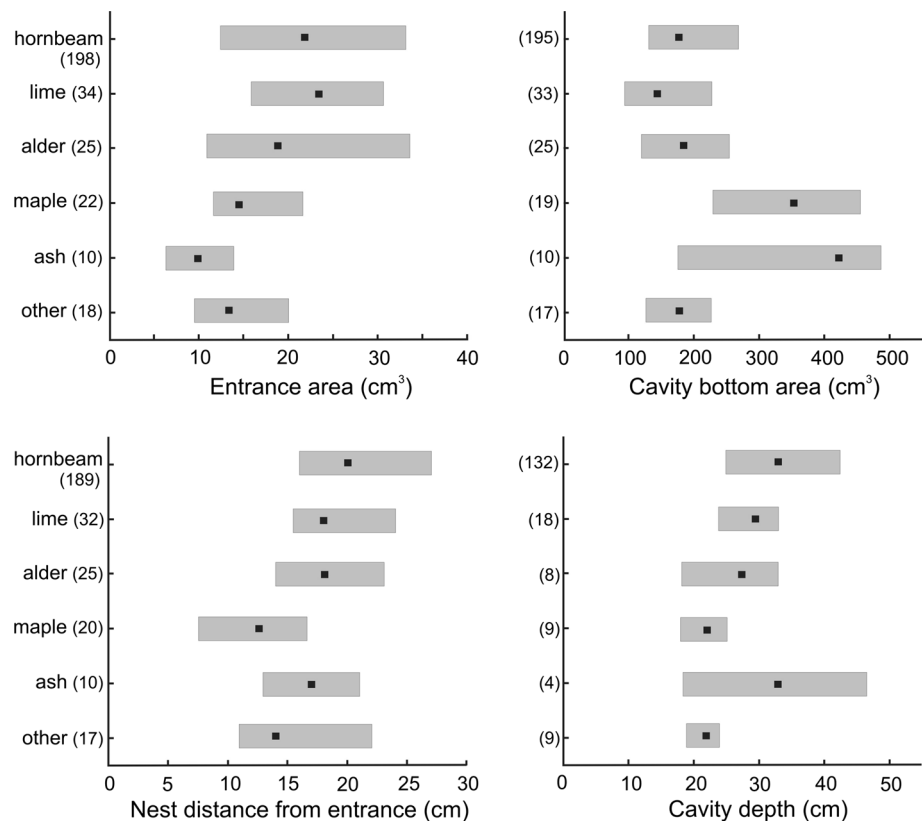 hornbeam
(198)
lime (34)
alder (25)
maple (22)
ash (10)
other (18)
0 10 20 30 40
Entrance area (cm³)
(195)
(33)
(25)
(19)
(10)
(17)
0 100 200 300 400 500
Cavity bottom area (cm³)
hornbeam
(189)
lime (32)
alder (25)
maple (20)
ash (10)
other (17)
0 5 10 15 20 25 30
Nest distance from entrance (cm)
(132)
(18)
(8)
(9)
(4)
(9)
0 10 20 30 40 50
Cavity depth (cm)